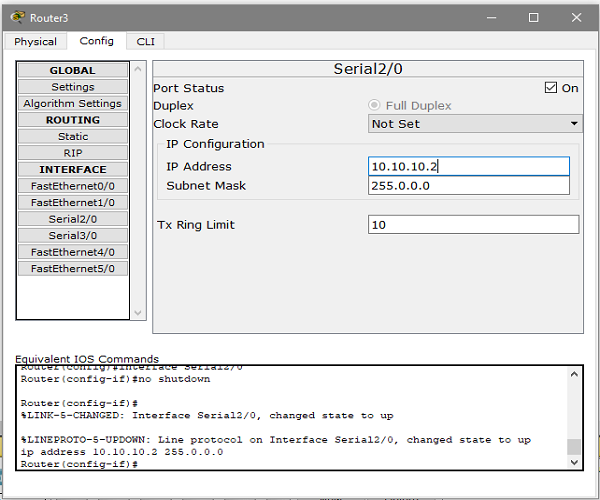 Router3
Physical Config CLI
GLOBAL
Settings
Algorithm Settings
ROUTING
Static
RIP
INTERFACE
FastEthernet0/0
FastEthernet1/0
Serial2/0
Serial3/0
FastEthernet4/0
FastEthernet5/0
Serial2/0
Port Status On
Duplex Full Duplex
Clock Rate Not Set
IP Configuration
IP Address 10.10.10.2
Subnet Mask 255.0.0.0
Tx Ring Limit 10
Equivalent IOS Commands
Router(config)#interface Serial2/0
Router(config-if)#no shutdown
Router(config-if)#
%LINK-5-CHANGED: Interface Serial2/0, changed state to up
%LINEPROTO-5-UPDOWN: Line protocol on Interface Serial2/0, changed state to up
ip address 10.10.10.2 255.0.0.0
Router(config-if)#